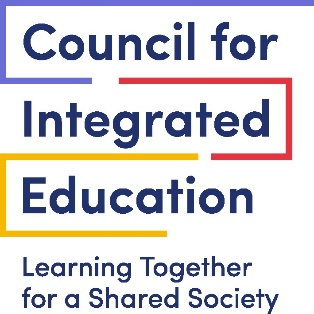 Council for
Integrated
Education
Learning Together
for a Shared Society